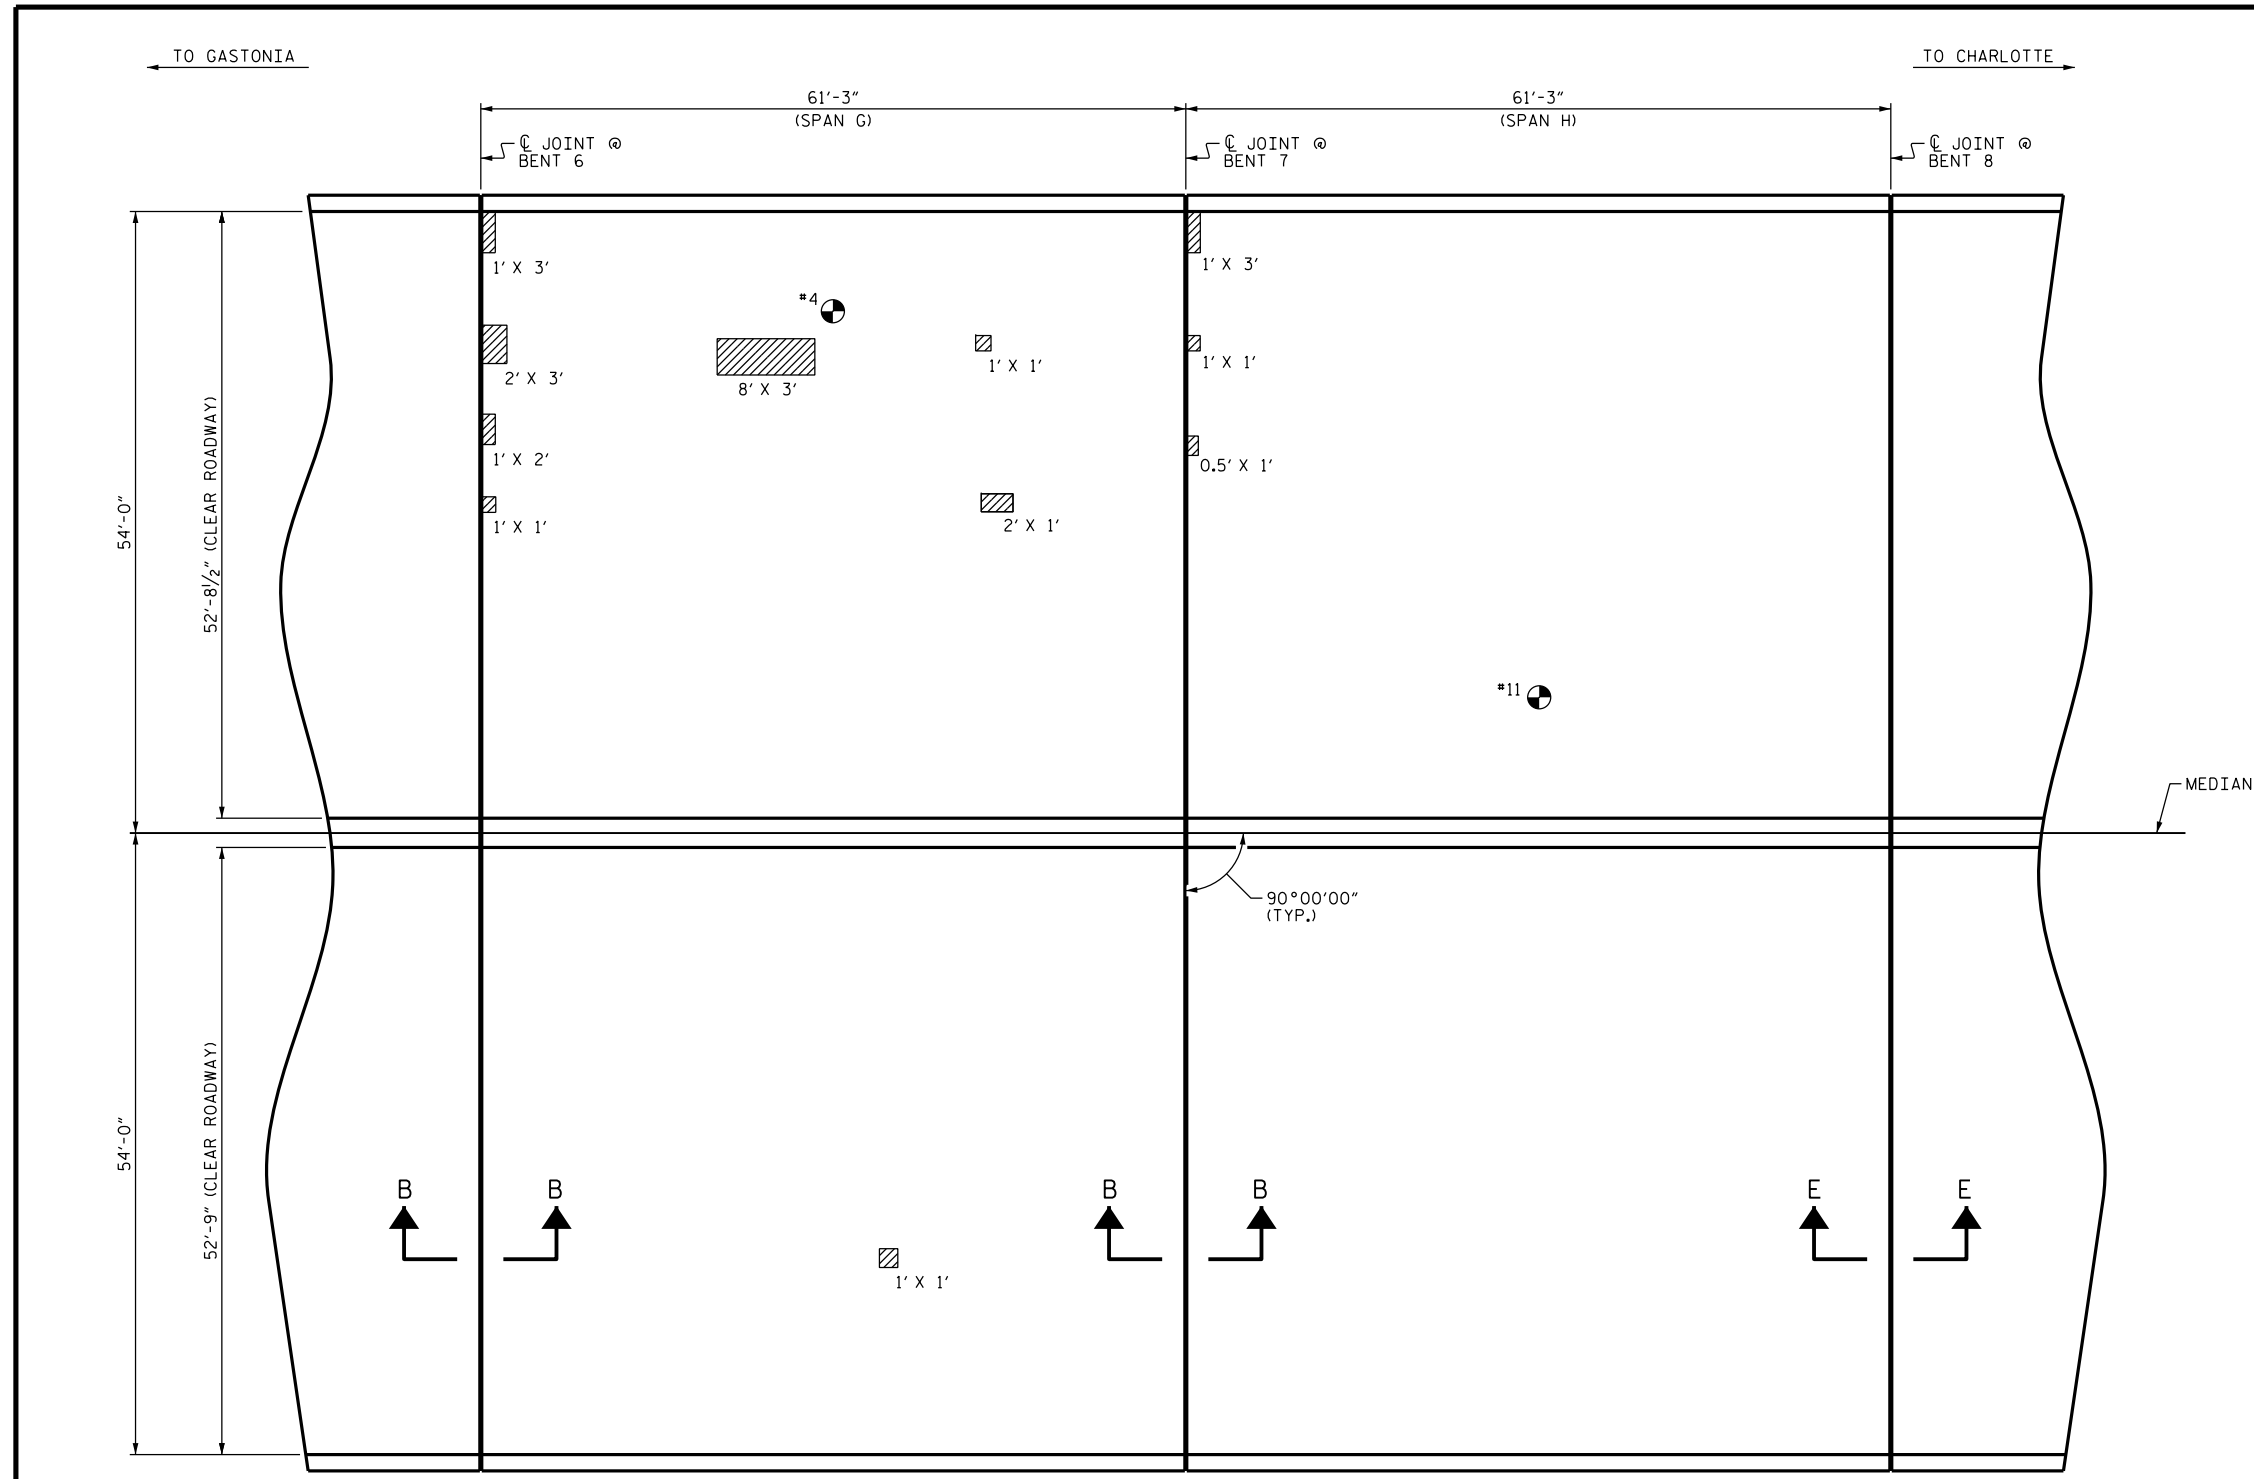 TO GASTONIA
TO CHARLOTTE
61'-3"
(SPAN G)
61'-3"
(SPAN H)
℄ JOINT @
BENT 6
℄ JOINT @
BENT 7
℄ JOINT @
BENT 8
1' X 3'
1' X 3'
#4
2' X 3'
8' X 3'
1' X 1'
1' X 1'
1' X 2'
0.5' X 1'
1' X 1'
2' X 1'
54'-0"
52'-8½" (CLEAR ROADWAY)
#11
MEDIAN
90°00'00"
(TYP.)
54'-0"
52'-9" (CLEAR ROADWAY)
B
B
B
B
E
E
1' X 1'